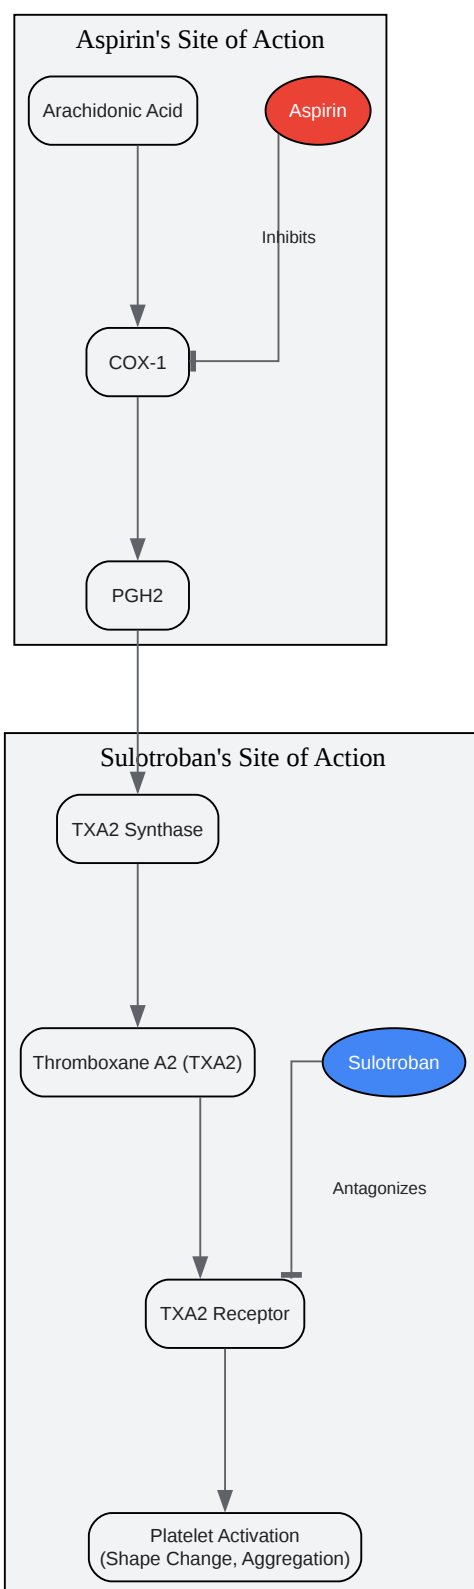 Aspirin's Site of Action
Arachidonic Acid
Aspirin
Inhibits
COX-1
PGH2
Sulotroban's Site of Action
TXA2 Synthase
Thromboxane A2 (TXA2)
Sulotroban
Antagonizes
TXA2 Receptor
Platelet Activation
(Shape Change, Aggregation)